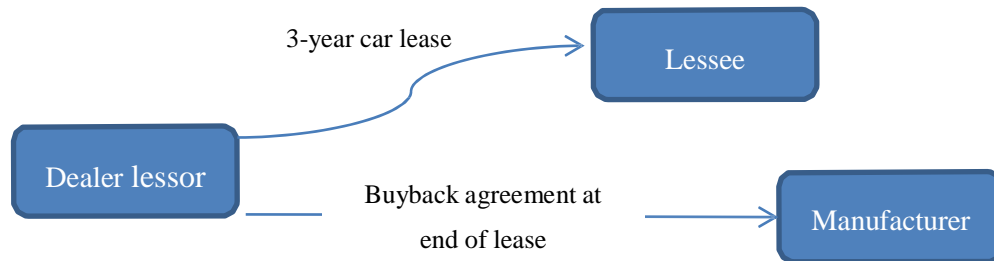 3-year car lease
Lessee
Dealer lessor
Buyback agreement at
end of lease
Manufacturer